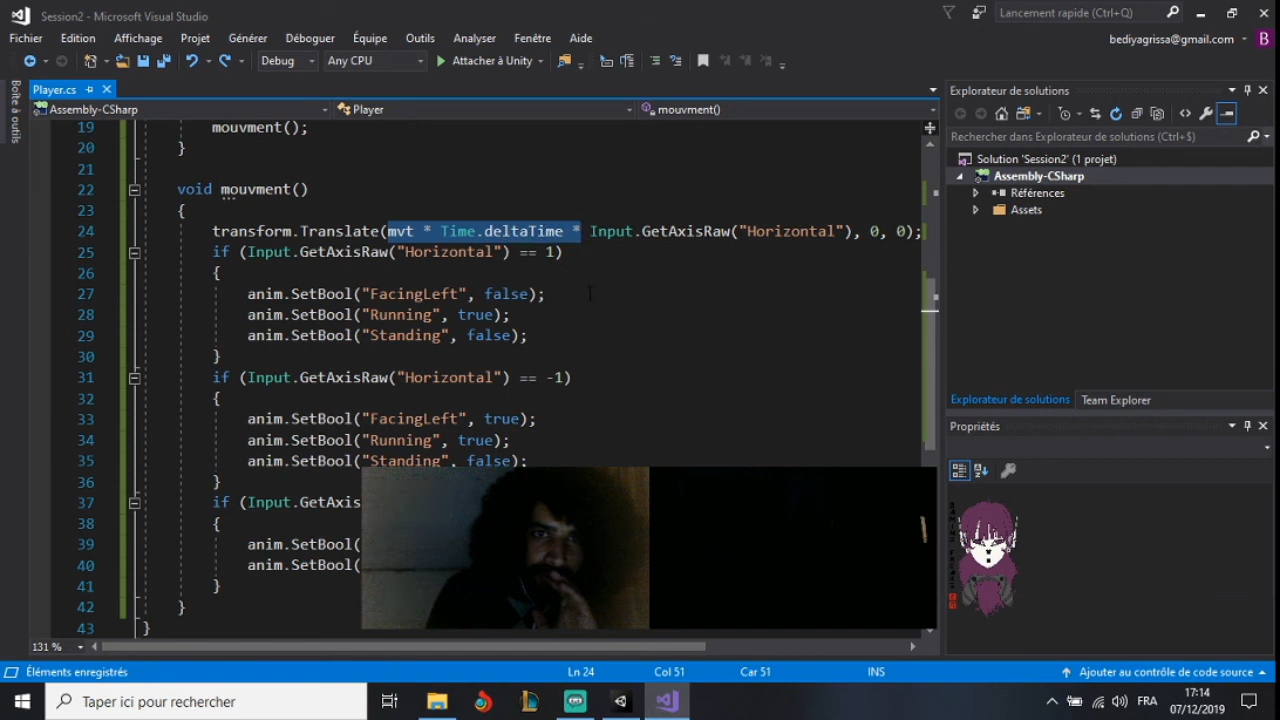 Session2 - Microsoft Visual Studio
Lancement rapide (Ctrl+Q)
Fichier Edition Affichage Projet Générer Déboguer Équipe Outils Analyser Fenêtre Aide
bediyagrissa@gmail.com B
Debug Any CPU Attacher à Unity
Boîte à outils
Player.cs
Assembly-CSharp Player mouvment()
19 mouvment();
20 }
21
22 void mouvment()
23 {
24 transform.Translate(mvt * Time.deltaTime * Input.GetAxisRaw("Horizontal"), 0, 0);
25 if (Input.GetAxisRaw("Horizontal") == 1)
26 {
27 anim.SetBool("FacingLeft", false);
28 anim.SetBool("Running", true);
29 anim.SetBool("Standing", false);
30 }
31 if (Input.GetAxisRaw("Horizontal") == -1)
32 {
33 anim.SetBool("FacingLeft", true);
34 anim.SetBool("Running", true);
35 anim.SetBool("Standing", false);
36 }
37 if (Input.GetAxis
38 {
39 anim.SetBool(
40 anim.SetBool(
41 }
42 }
43 }
131 %
Explorateur de solutions
Rechercher dans Explorateur de solutions (Ctrl+$)
Solution 'Session2' (1 projet)
Assembly-CSharp
Références
Assets
Explorateur de solutions Team Explorer
Propriétés
Éléments enregistrés Ln 24 Col 51 Car 51 INS Ajouter au contrôle de code source
Taper ici pour rechercher
FRA
17:14
07/12/2019